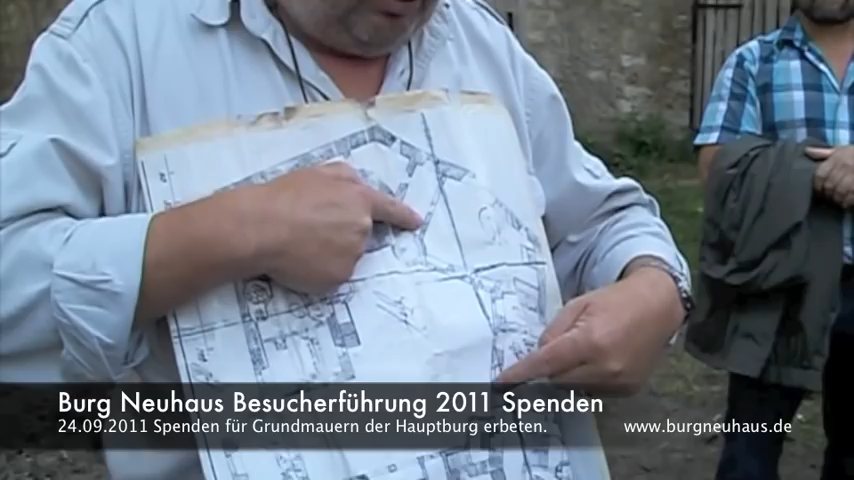 Burg Neuhaus Besucherführung 2011 Spenden
24.09.2011 Spenden für Grundmauern der Hauptburg erbeten.
www.burgneuhaus.de